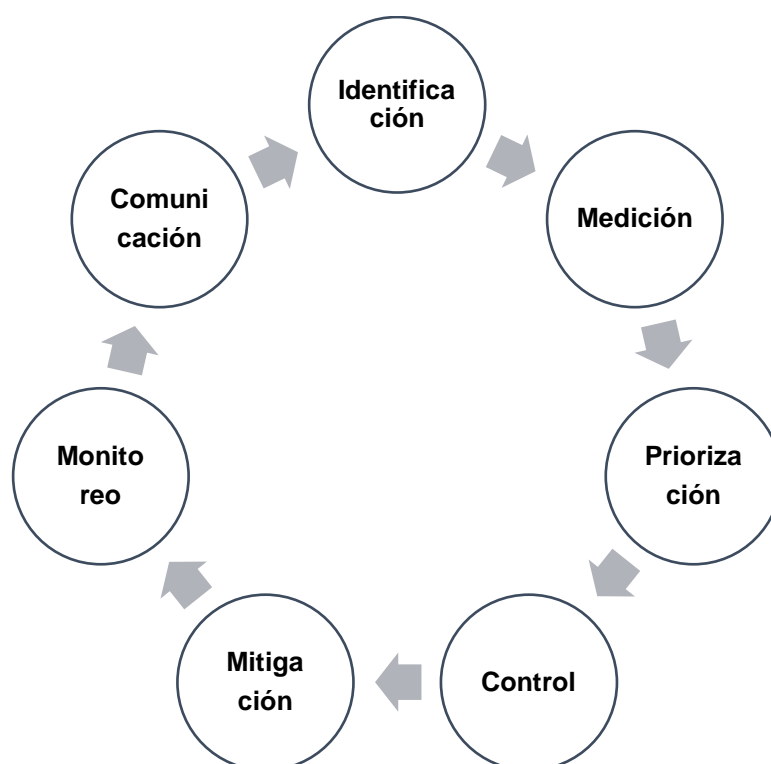 Identifica
ción
Medición
Prioriza
ción
Control
Mitiga
ción
Monito
reo
Comuni
cación